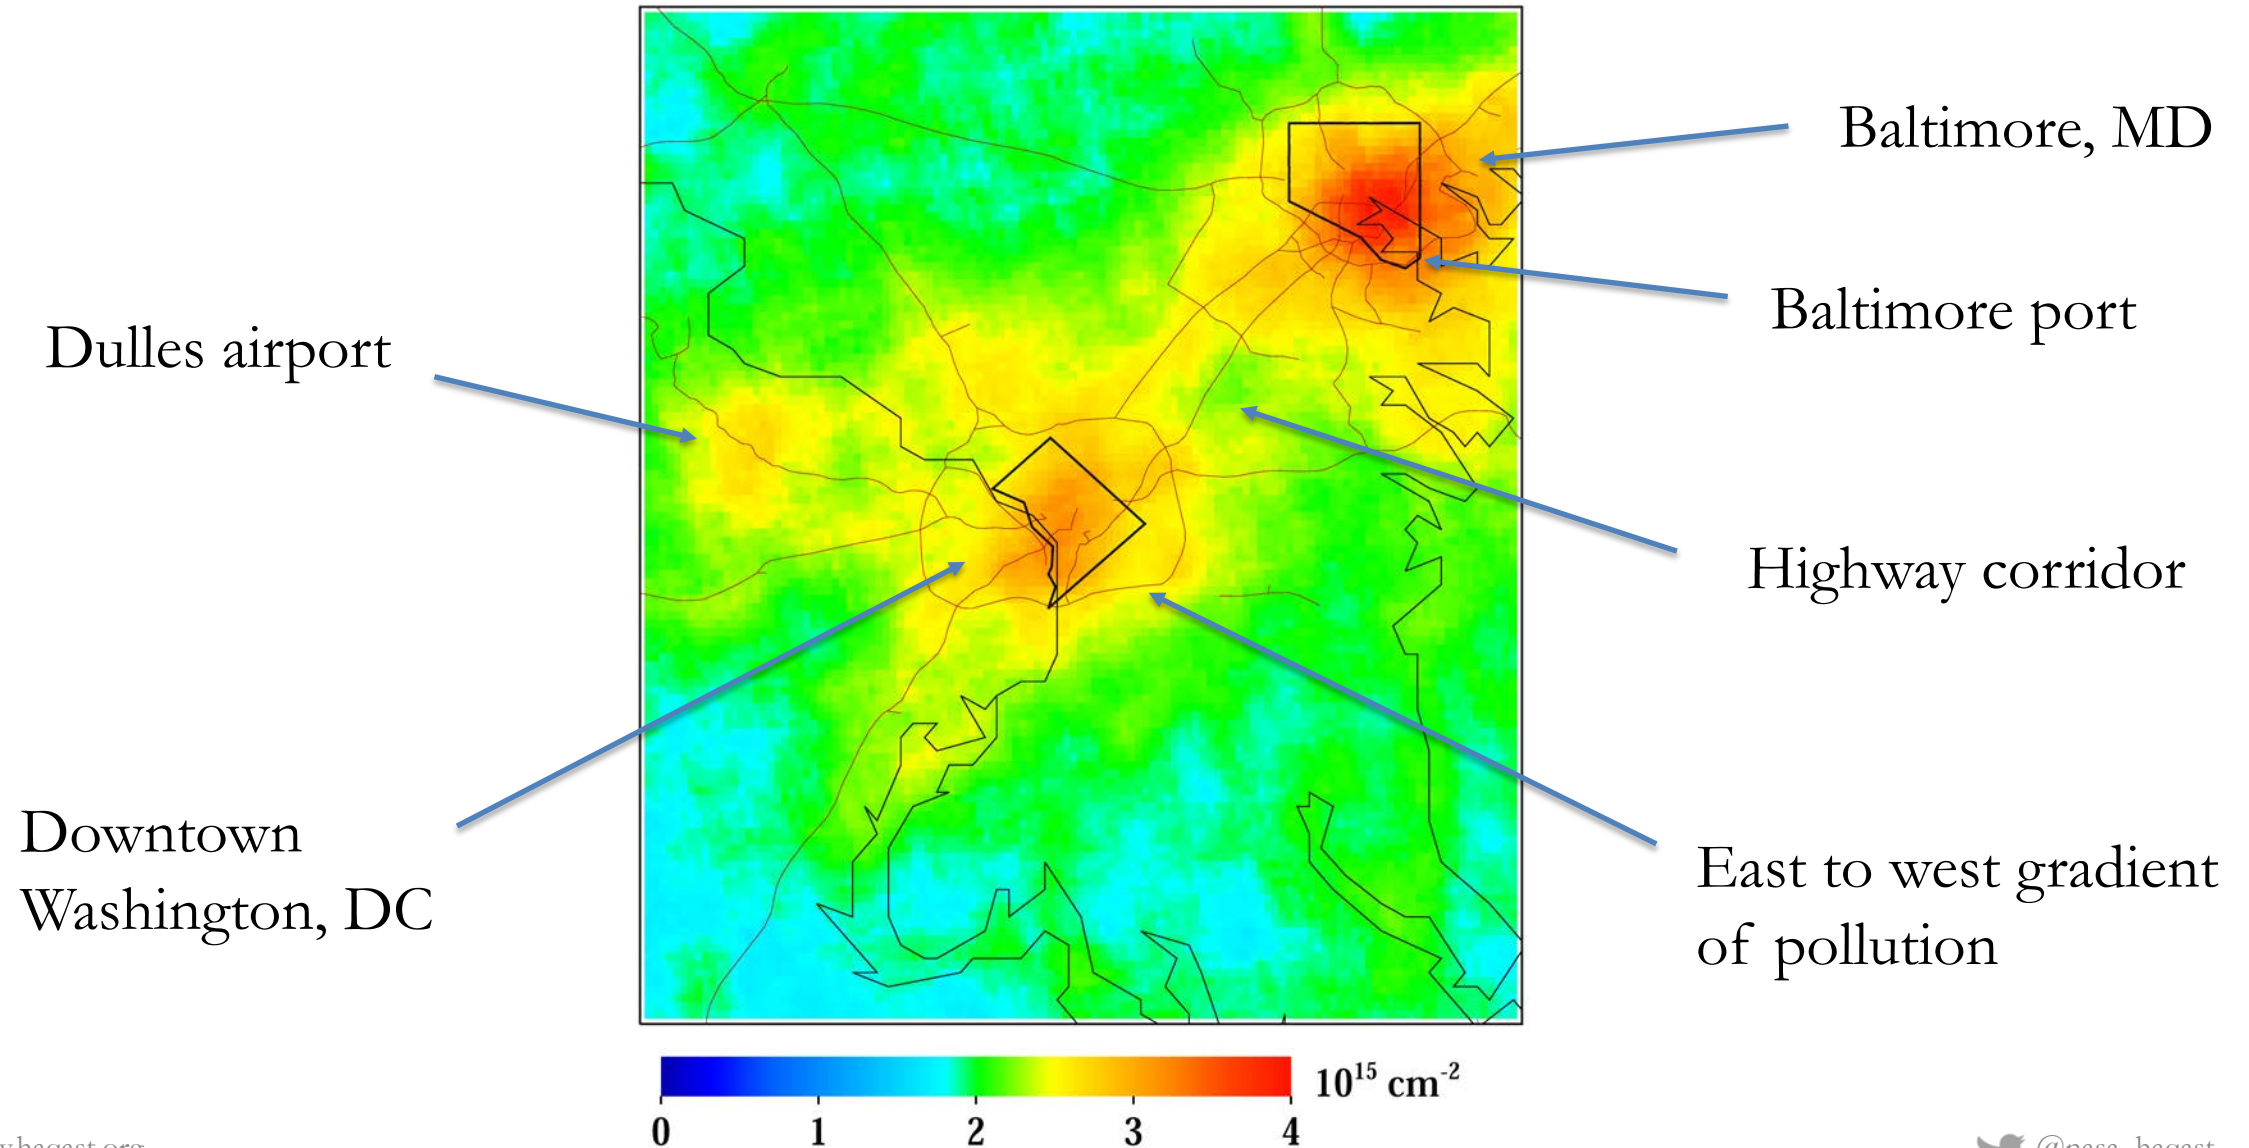 Baltimore, MD
Baltimore port
Dulles airport
Highway corridor
Downtown
Washington, DC
East to west gradient
of pollution
10¹⁵ cm⁻²
0 1 2 3 4